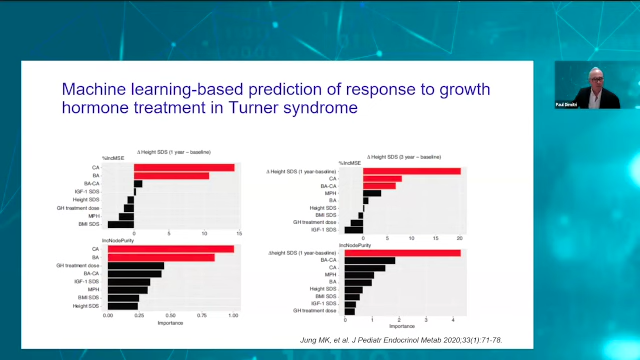 Machine learning-based prediction of response to growth
hormone treatment in Turner syndrome
Paul Dimitri
Δ Height SDS (1 year – baseline)
%IncMSE
CA
BA
BA-CA
IGF-1 SDS
Height SDS
GH treatment dose
MPH
BMI SDS
0 5 10 15
IncNodePurity
CA
BA
GH treatment dose
BA-CA
IGF-1 SDS
MPH
BMI SDS
Height SDS
0.00 0.25 0.50 0.75 1.00
Importance
Δ Height SDS (2 year – baseline)
%IncMSE
Δ Height SDS (1 year-baseline)
CA
BA-CA
MPH
BA
Height SDS
BMI SDS
GH treatment dose
IGF-1 SDS
0 5 10 15 20
IncNodePurity
Δheight SDS (1 year-baseline)
BA-CA
CA
MPH
BA
Height SDS
BMI SDS
IGF-1 SDS
GH treatment dose
0 1 2 3 4
Importance
Jung MK, et al. J Pediatr Endocrinol Metab 2020;33(1):71-78.